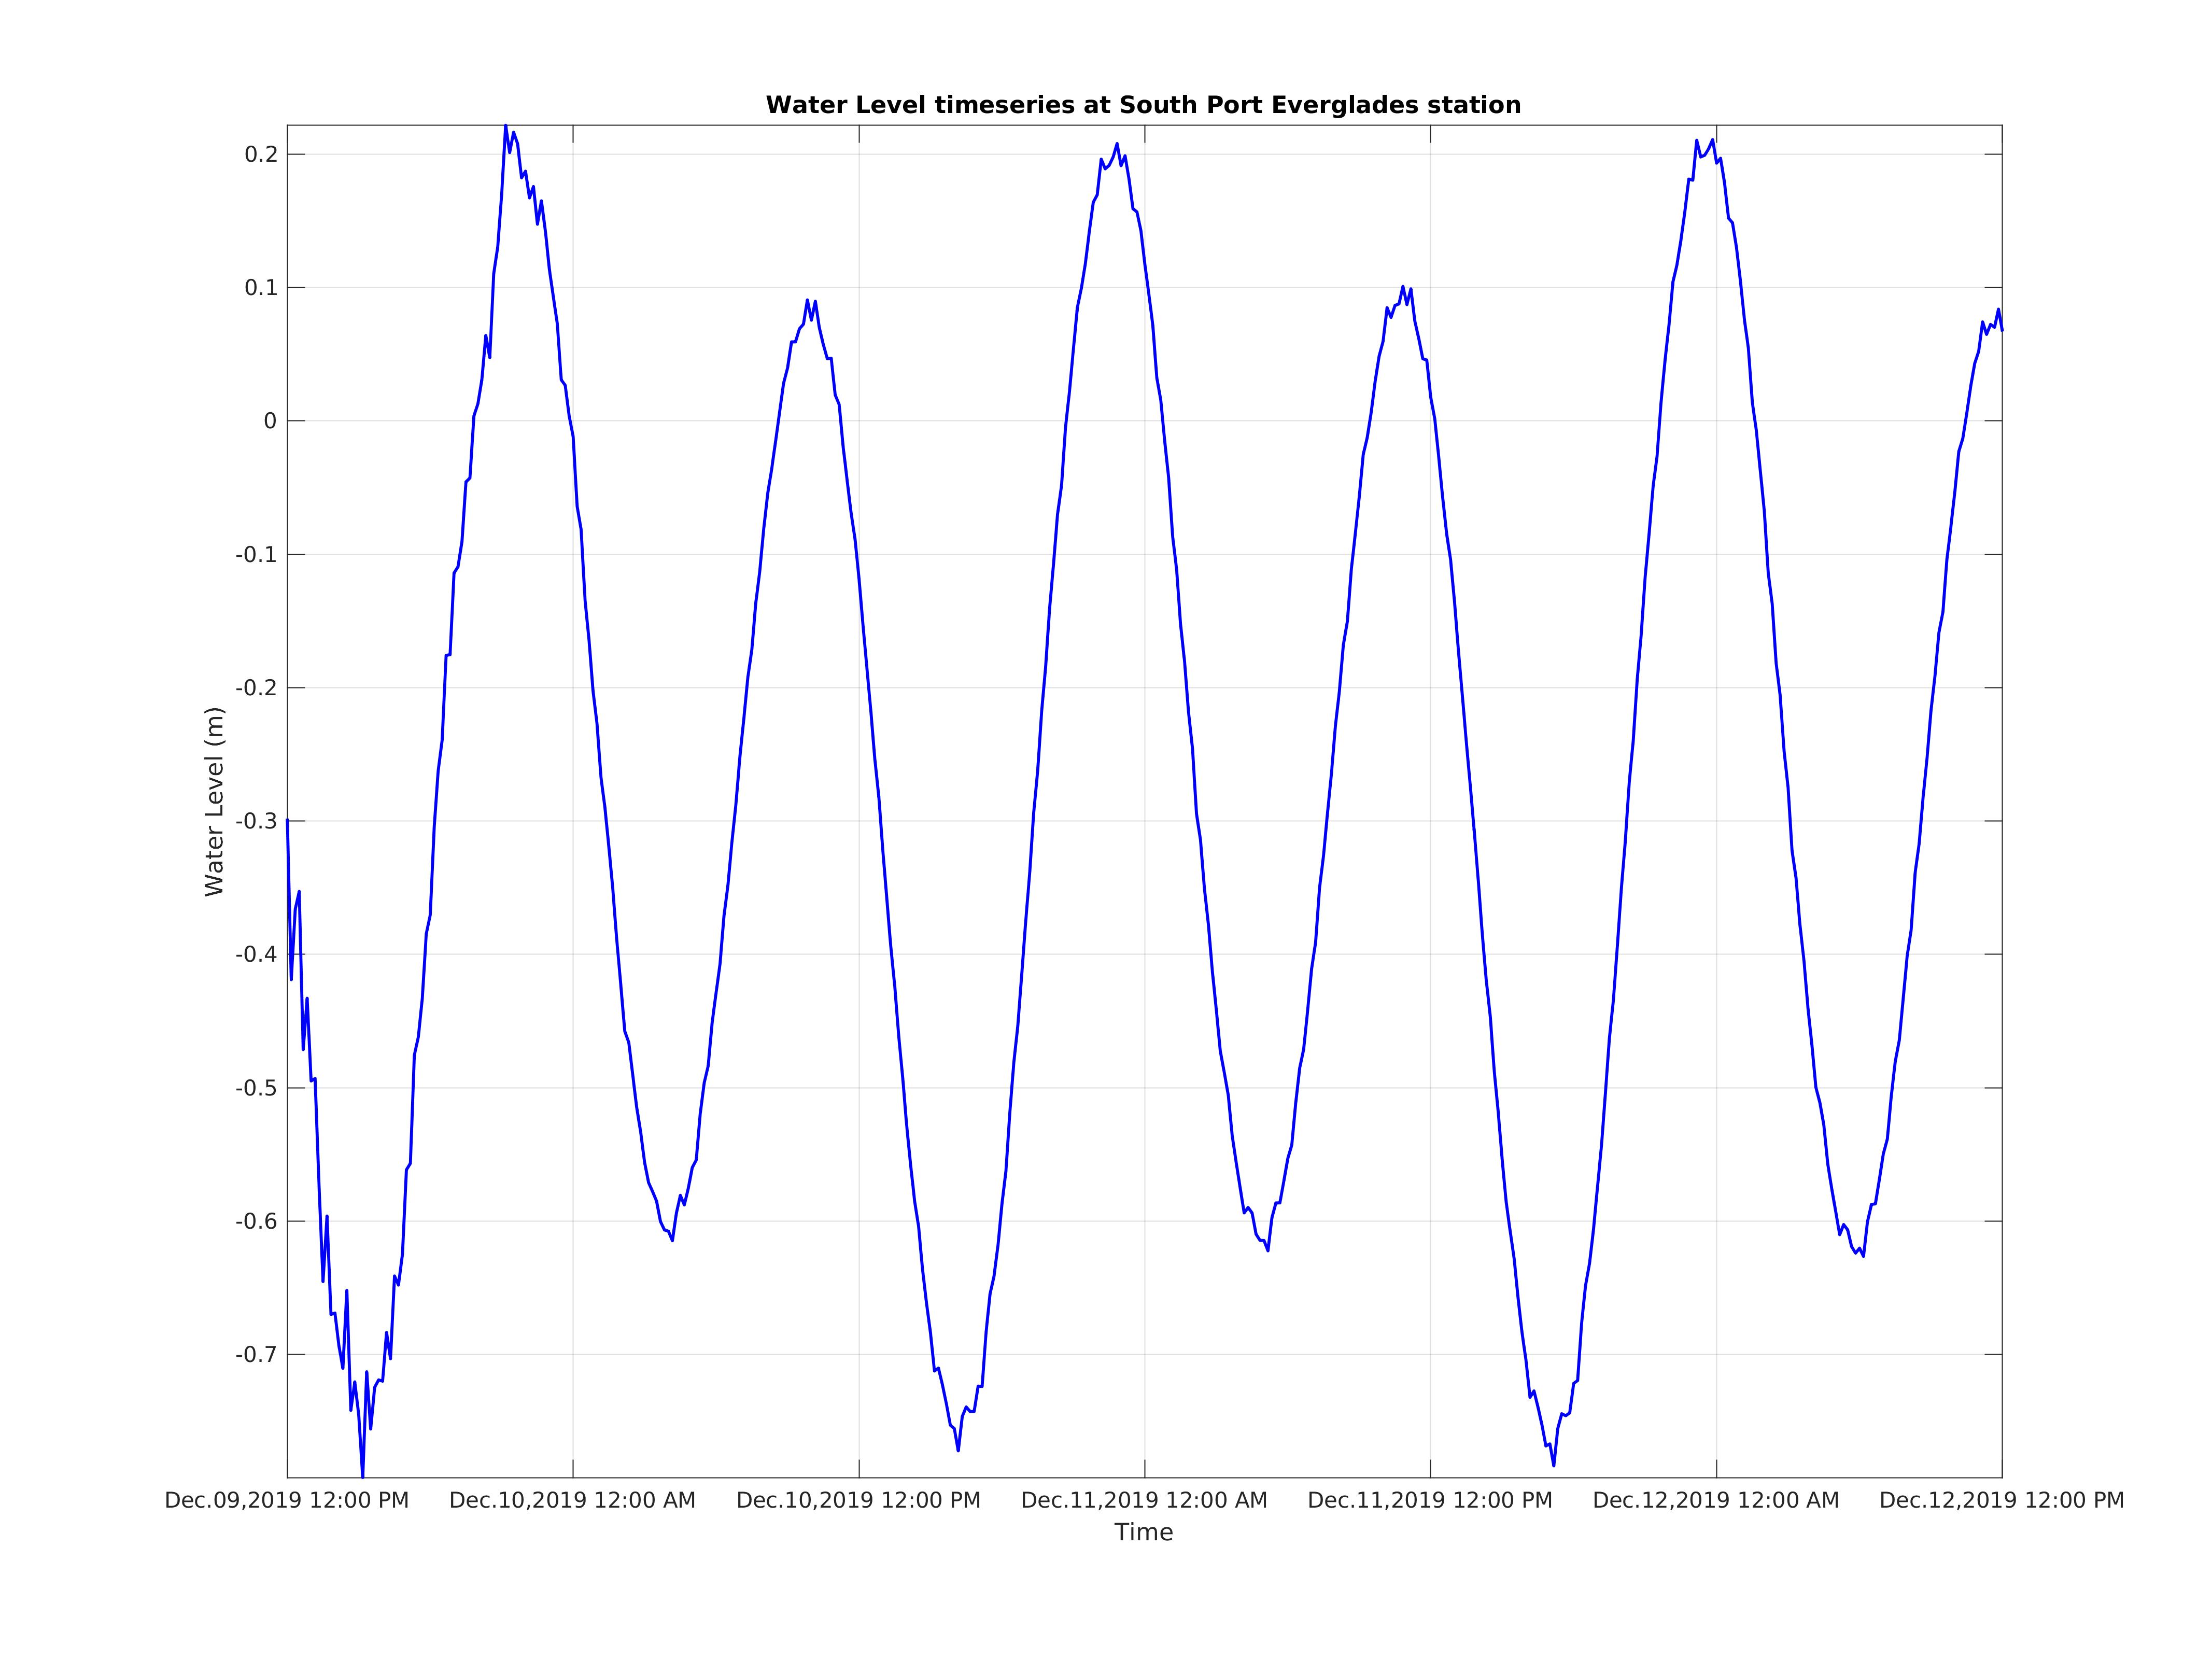 Water Level timeseries at South Port Everglades station
0.2
0.1
0
-0.1
-0.2
-0.3
-0.4
-0.5
-0.6
-0.7
Water Level (m)
Dec.09,2019 12:00 PM
Dec.10,2019 12:00 AM
Dec.10,2019 12:00 PM
Dec.11,2019 12:00 AM
Dec.11,2019 12:00 PM
Dec.12,2019 12:00 AM
Dec.12,2019 12:00 PM
Time